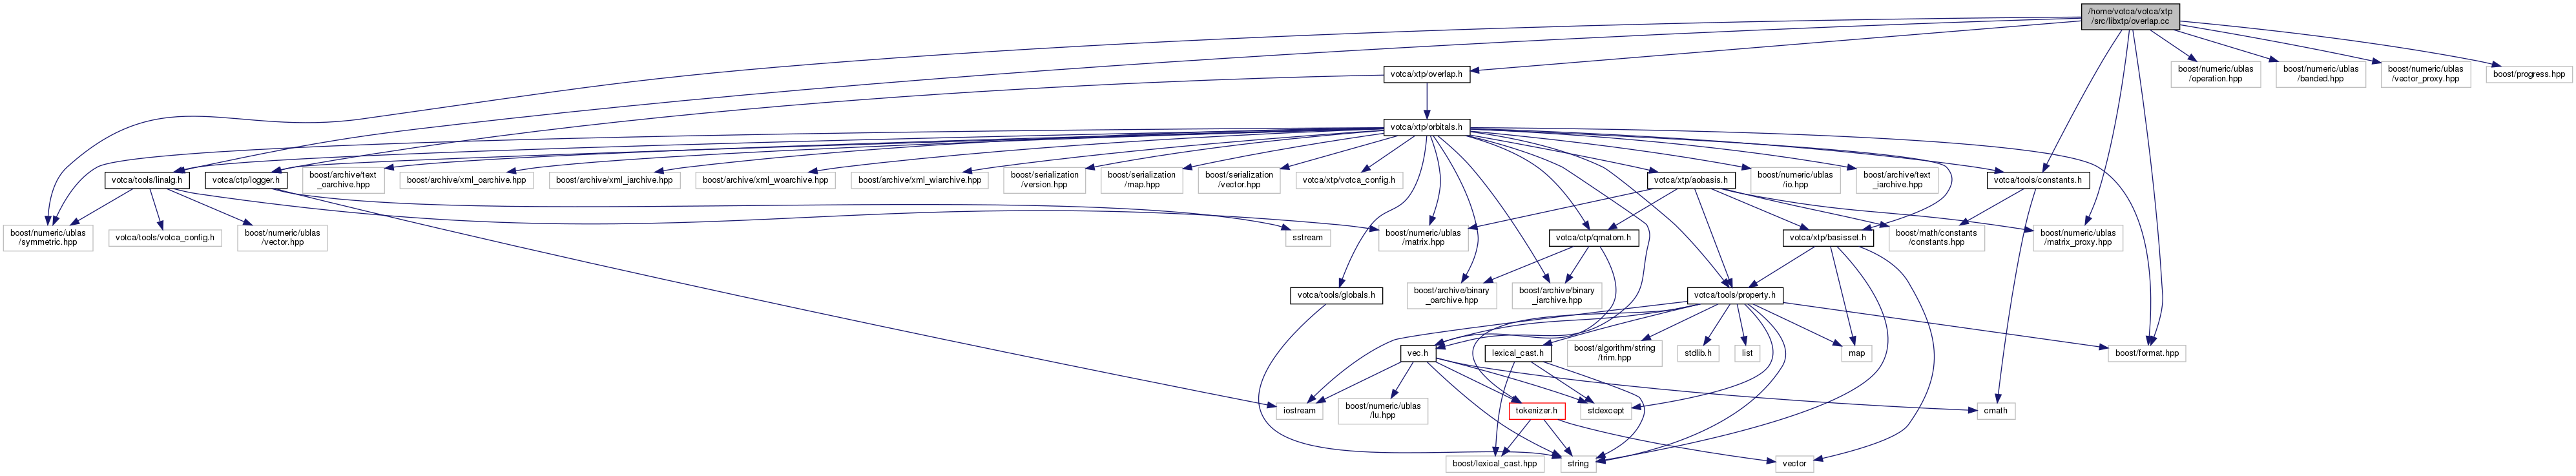 /home/votca/votca/xtp
/src/libxtp/overlap.cc
votca/xtp/overlap.h
boost/numeric/ublas
/operation.hpp
boost/numeric/ublas
/banded.hpp
boost/numeric/ublas
/vector_proxy.hpp
boost/progress.hpp
votca/xtp/orbitals.h
votca/tools/linalg.h
votca/ctp/logger.h
boost/archive/text
_oarchive.hpp
boost/archive/xml_oarchive.hpp
boost/archive/xml_iarchive.hpp
boost/archive/xml_woarchive.hpp
boost/archive/xml_wiarchive.hpp
boost/serialization
/version.hpp
boost/serialization
/map.hpp
boost/serialization
/vector.hpp
votca/xtp/votca_config.h
votca/xtp/aobasis.h
boost/numeric/ublas
/io.hpp
boost/archive/text
_iarchive.hpp
votca/tools/constants.h
boost/numeric/ublas
/symmetric.hpp
votca/tools/votca_config.h
boost/numeric/ublas
/vector.hpp
sstream
boost/numeric/ublas
/matrix.hpp
votca/ctp/qmatom.h
votca/xtp/basisset.h
boost/math/constants
/constants.hpp
boost/numeric/ublas
/matrix_proxy.hpp
votca/tools/globals.h
boost/archive/binary
_oarchive.hpp
boost/archive/binary
_iarchive.hpp
votca/tools/property.h
vec.h
lexical_cast.h
boost/algorithm/string
/trim.hpp
stdlib.h
list
map
boost/format.hpp
iostream
boost/numeric/ublas
/lu.hpp
tokenizer.h
stdexcept
cmath
boost/lexical_cast.hpp
string
vector